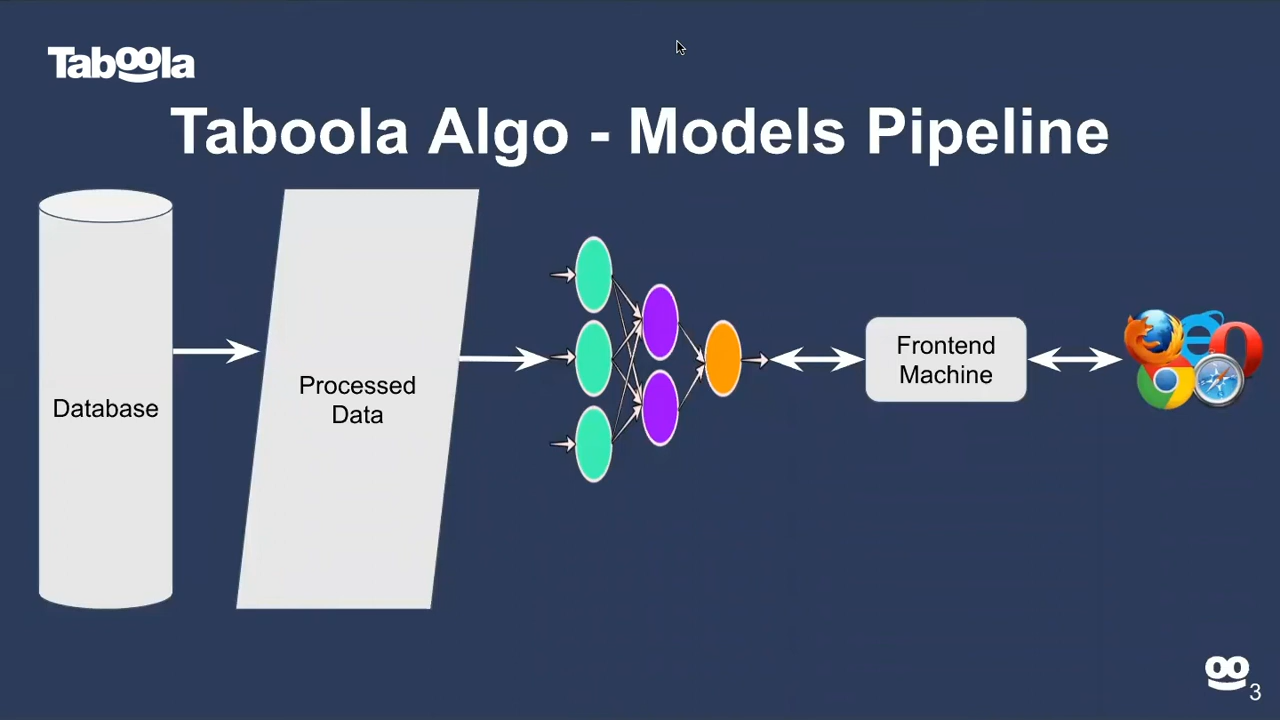 Taboola
Taboola Algo - Models Pipeline
Database
Processed
Data
Frontend
Machine
3